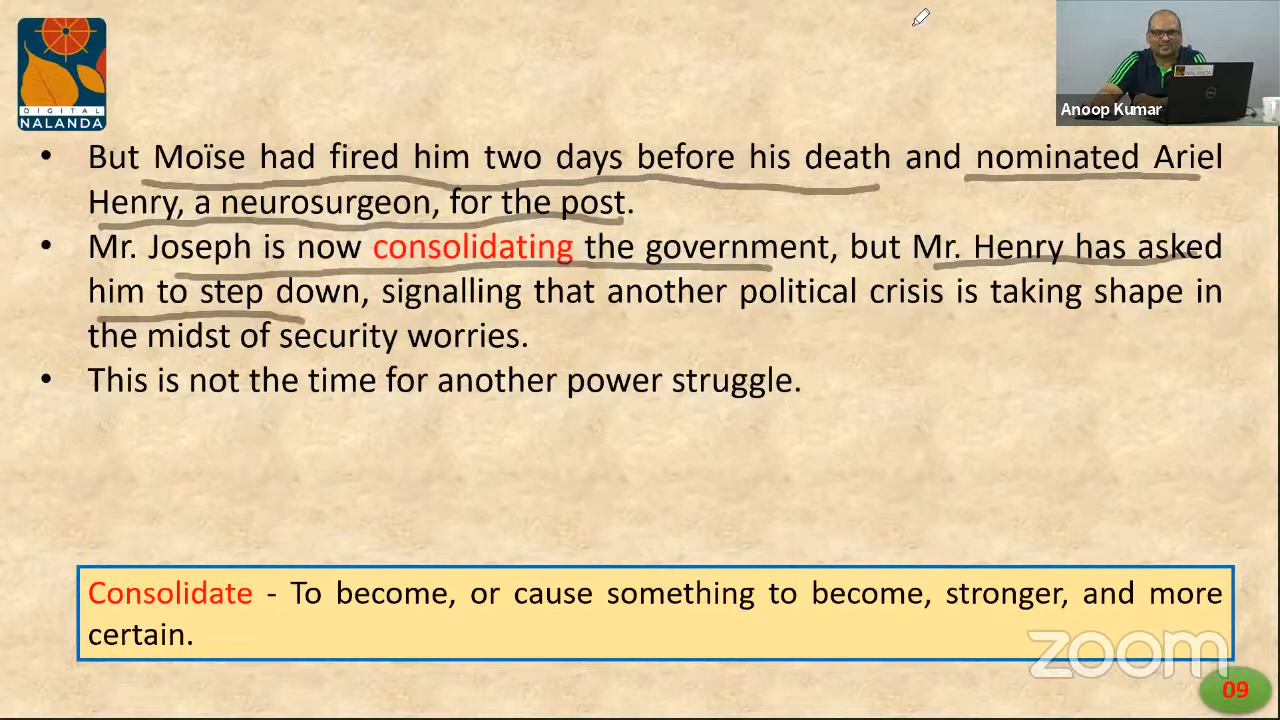 DIGITAL
NALANDA
NALANDA
Anoop Kumar
• But Moïse had fired him two days before his death and nominated Ariel
Henry, a neurosurgeon, for the post.
• Mr. Joseph is now consolidating the government, but Mr. Henry has asked
him to step down, signalling that another political crisis is taking shape in
the midst of security worries.
• This is not the time for another power struggle.
Consolidate - To become, or cause something to become, stronger, and more
certain.
zoom
09